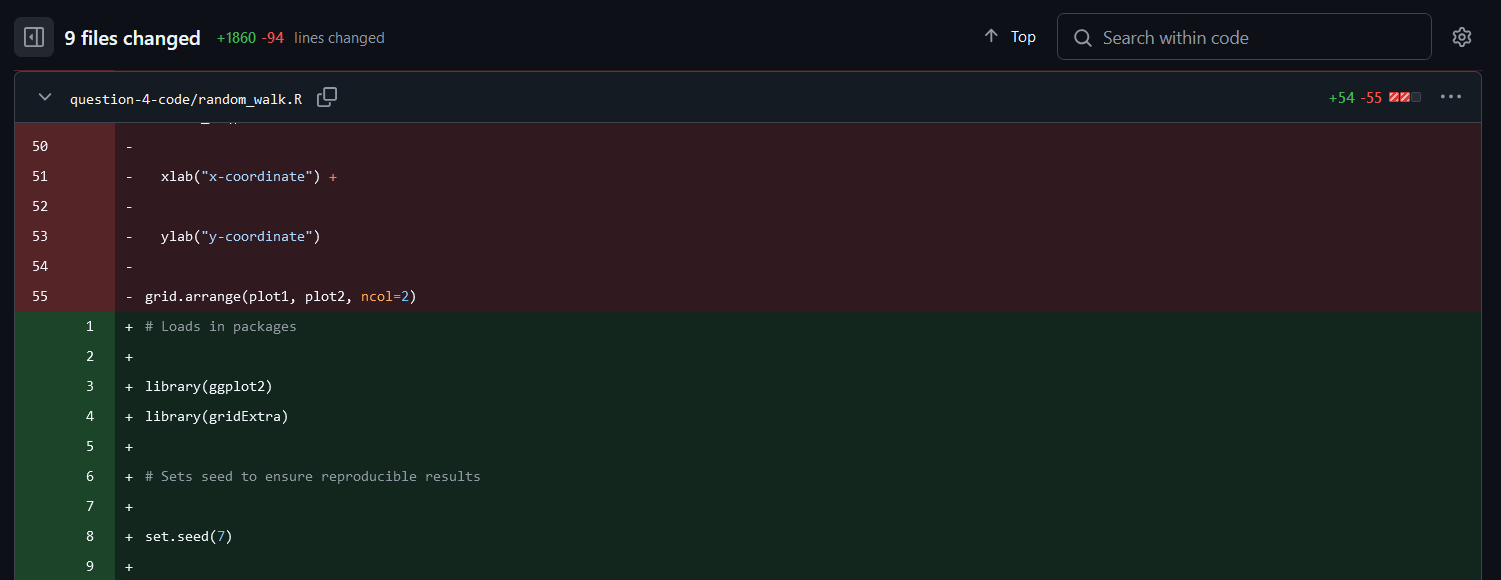 9 files changed +1860 -94 lines changed Top Search within code
question-4-code/random_walk.R +54 -55
50 -
51 - xlab("x-coordinate") +
52 -
53 - ylab("y-coordinate")
54 -
55 - grid.arrange(plot1, plot2, ncol=2)
1 + # Loads in packages
2 +
3 + library(ggplot2)
4 + library(gridExtra)
5 +
6 + # Sets seed to ensure reproducible results
7 +
8 + set.seed(7)
9 +